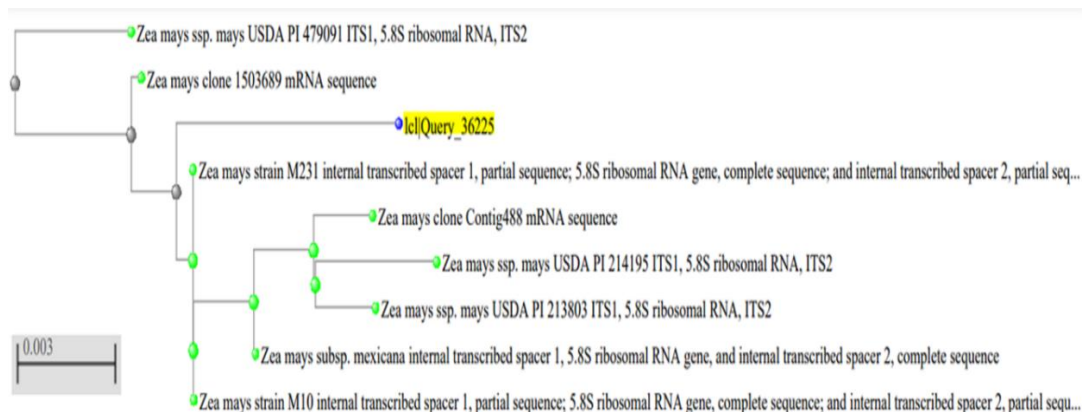 Zea mays ssp. mays USDA PI 479091 ITS1, 5.8S ribosomal RNA, ITS2
Zea mays clone 1503689 mRNA sequence
lcl|Query_36225
Zea mays strain M231 internal transcribed spacer 1, partial sequence; 5.8S ribosomal RNA gene, complete sequence; and internal transcribed spacer 2, partial seq...
Zea mays clone Contig488 mRNA sequence
Zea mays ssp. mays USDA PI 214195 ITS1, 5.8S ribosomal RNA, ITS2
Zea mays ssp. mays USDA PI 213803 ITS1, 5.8S ribosomal RNA, ITS2
0.003
Zea mays subsp. mexicana internal transcribed spacer 1, 5.8S ribosomal RNA gene, and internal transcribed spacer 2, complete sequence
Zea mays strain M10 internal transcribed spacer 1, partial sequence; 5.8S ribosomal RNA gene, complete sequence; and internal transcribed spacer 2, partial sequ...